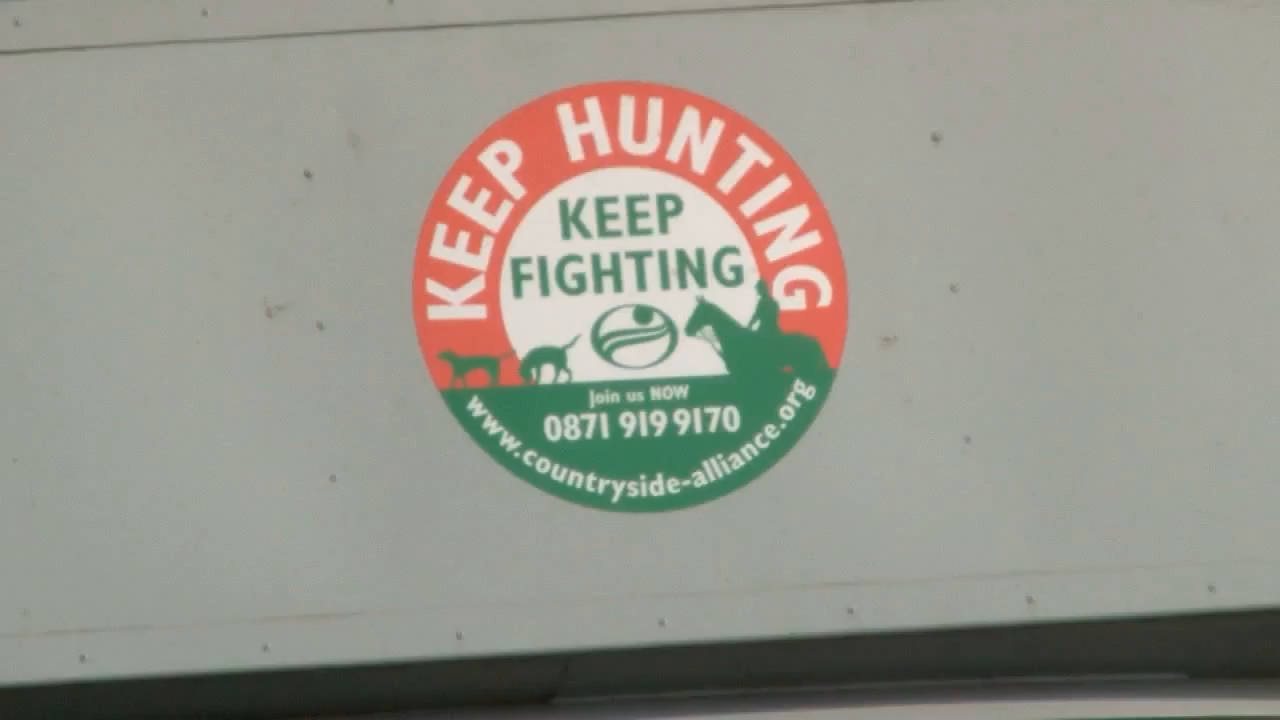 KEEP HUNTING
KEEP
FIGHTING
Join us NOW
0871 919 9170
www.countryside-alliance.org